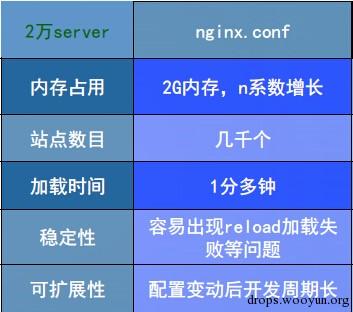 2万server
nginx.conf
内存占用
2G内存，n系数增长
站点数目
几千个
加载时间
1分多钟
稳定性
容易出现reload加载失
败等问题
可扩展性
配置变动后开发周期长
drops.wooyun.org